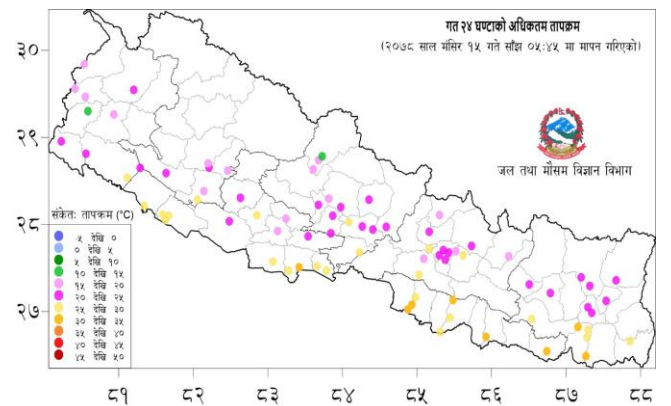 गत २४ घण्टाको अधिकतम तापक्रम
(२०७८ साल मंसिर १५ गते साँझ ०५:४५ मा मापन गरिएको)
३०
२९
२८
२७
जल तथा मौसम विज्ञान विभाग
संकेत: तापक्रम (°C)
-५ देखि ०
० देखि ५
५ देखि १०
१० देखि १५
१५ देखि २०
२० देखि २५
२५ देखि ३०
३० देखि ३५
३५ देखि ४०
४० देखि ४५
४५ देखि ५०
८१ ८२ ८३ ८४ ८५ ८६ ८७ ८८